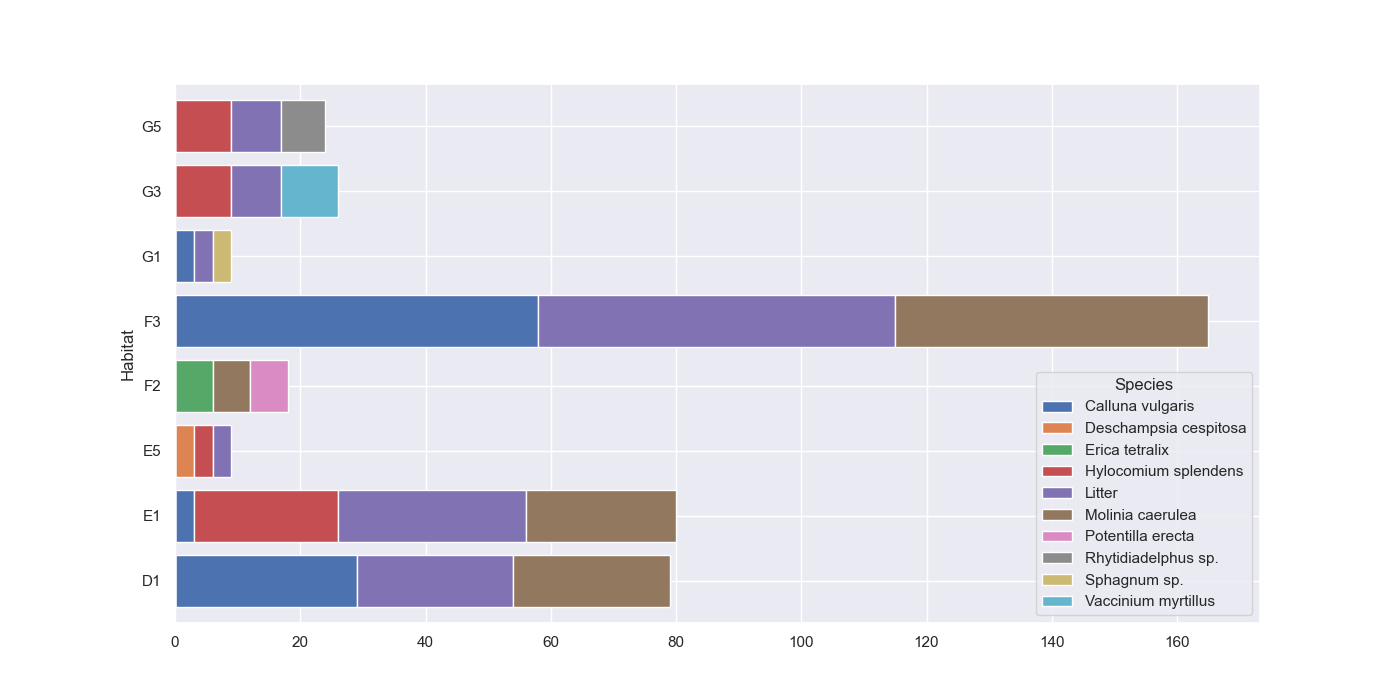 G5
G3
G1
F3
F2
E5
E1
D1
Habitat
0 20 40 60 80 100 120 140 160
Species
Calluna vulgaris
Deschampsia cespitosa
Erica tetralix
Hylocomium splendens
Litter
Molinia caerulea
Potentilla erecta
Rhytidiadelphus sp.
Sphagnum sp.
Vaccinium myrtillus